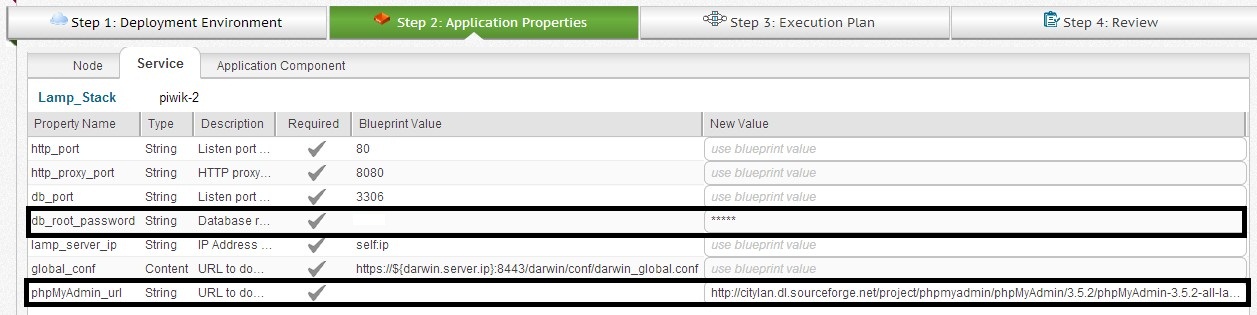 Step 1: Deployment Environment Step 2: Application Properties Step 3: Execution Plan Step 4: Review
Node Service Application Component
Lamp_Stack piwik-2
Property Name Type Description Required Blueprint Value New Value
http_port String Listen port ... 80 use blueprint value
http_proxy_port String HTTP proxy... 8080 use blueprint value
db_port String Listen port ... 3306 use blueprint value
db_root_password String Database r... *****
lamp_server_ip String IP Address ... self:ip use blueprint value
global_conf Content URL to do... https://${darwin.server.ip}:8443/darwin/conf/darwin_global.conf use blueprint value
phpMyAdmin_url String URL to do... http://citylan.dl.sourceforge.net/project/phpmyadmin/phpMyAdmin/3.5.2/phpMyAdmin-3.5.2-all-la...